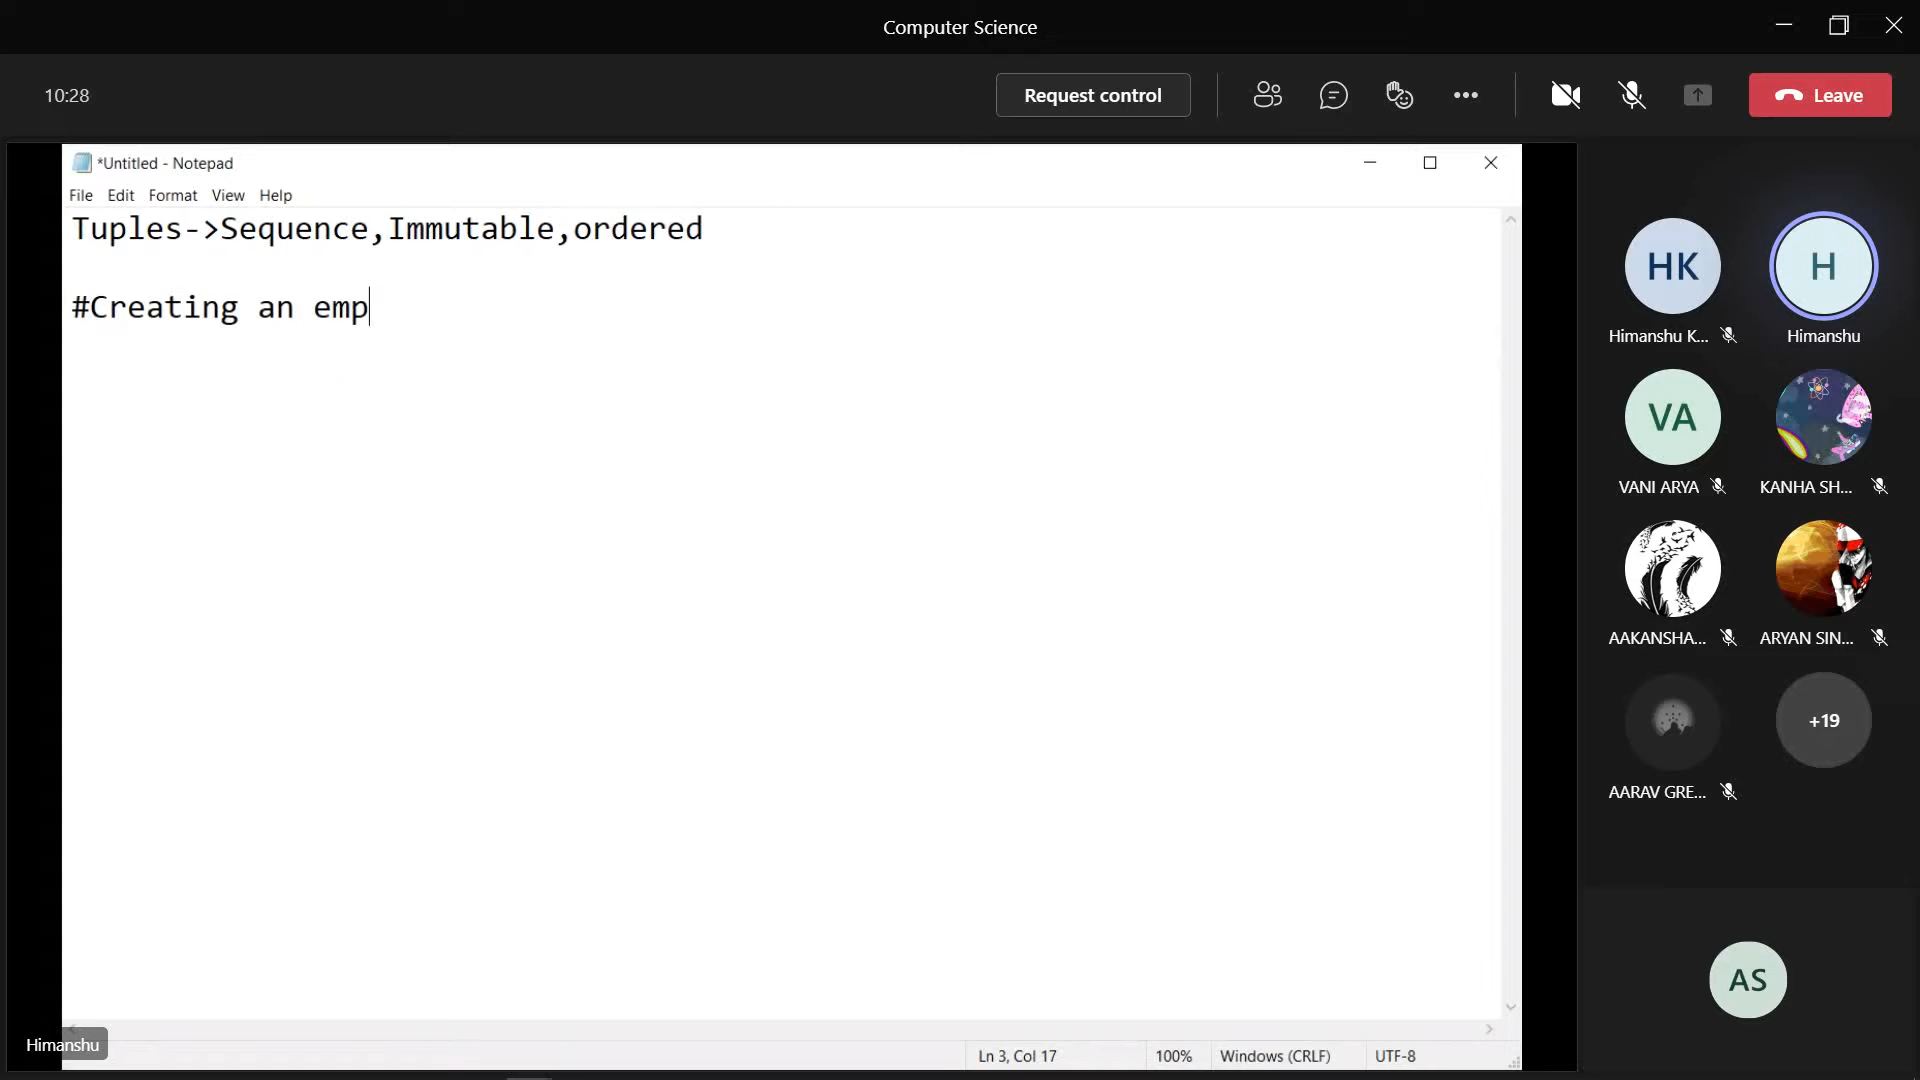 Computer Science
10:28
Request control
Leave
*Untitled - Notepad
File Edit Format View Help
Tuples->Sequence,Immutable,ordered
#Creating an emp
HK
H
Himanshu K...
Himanshu
VA
VANI ARYA
KANHA SH...
AAKANSHA...
ARYAN SIN...
+19
AARAV GRE...
AS
Himanshu
Ln 3, Col 17
100%
Windows (CRLF)
UTF-8